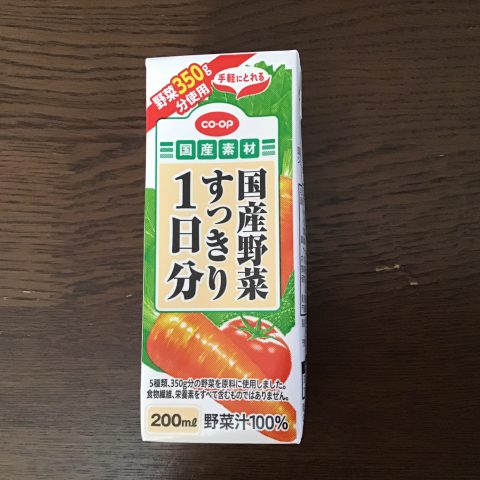 野菜350g
分使用
手軽にとれる
co-op
国産素材
国産野菜
すっきり
1日分
5種類、350g分の野菜を原料に使用しました。
食物繊維、栄養素をすべて含むものではありません。
200mℓ
野菜汁100%